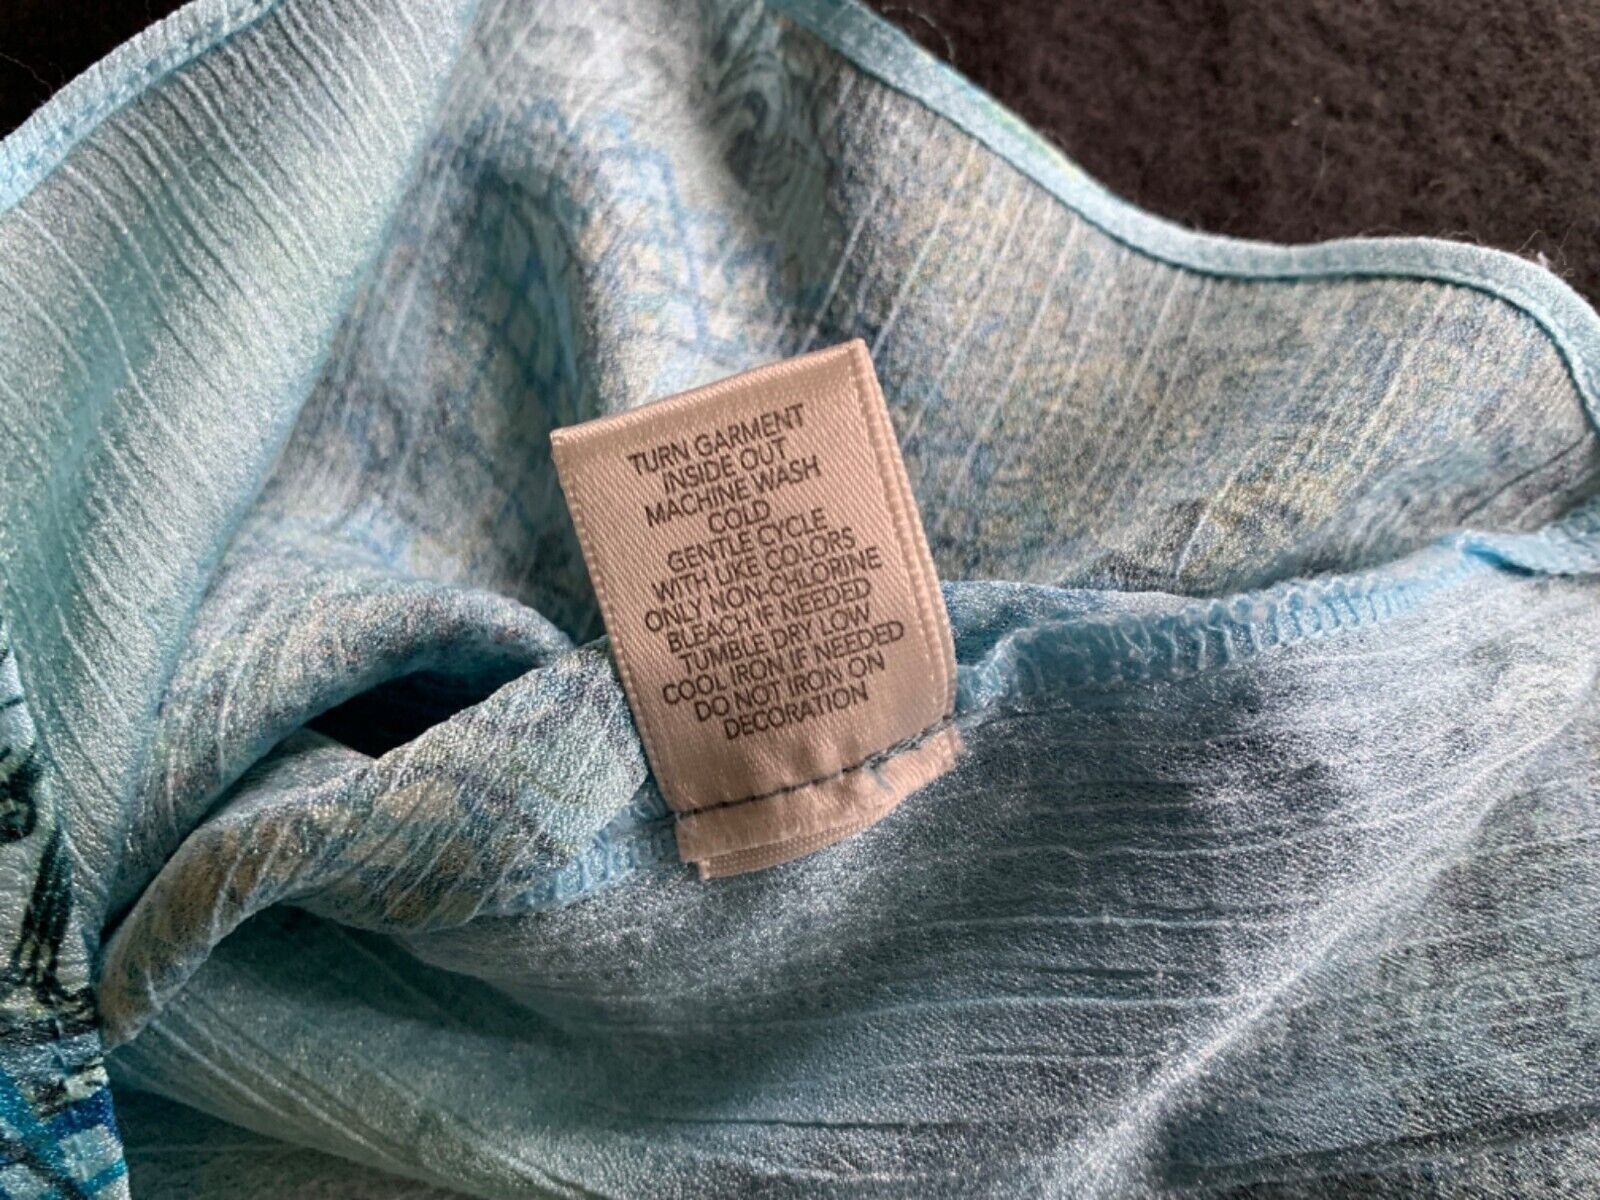 TURN GARMENT
INSIDE OUT
MACHINE WASH
COLD
GENTLE CYCLE
WITH LIKE COLORS
ONLY NON-CHLORINE
BLEACH IF NEEDED
TUMBLE DRY LOW
COOL IRON IF NEEDED
DO NOT IRON ON
DECORATION